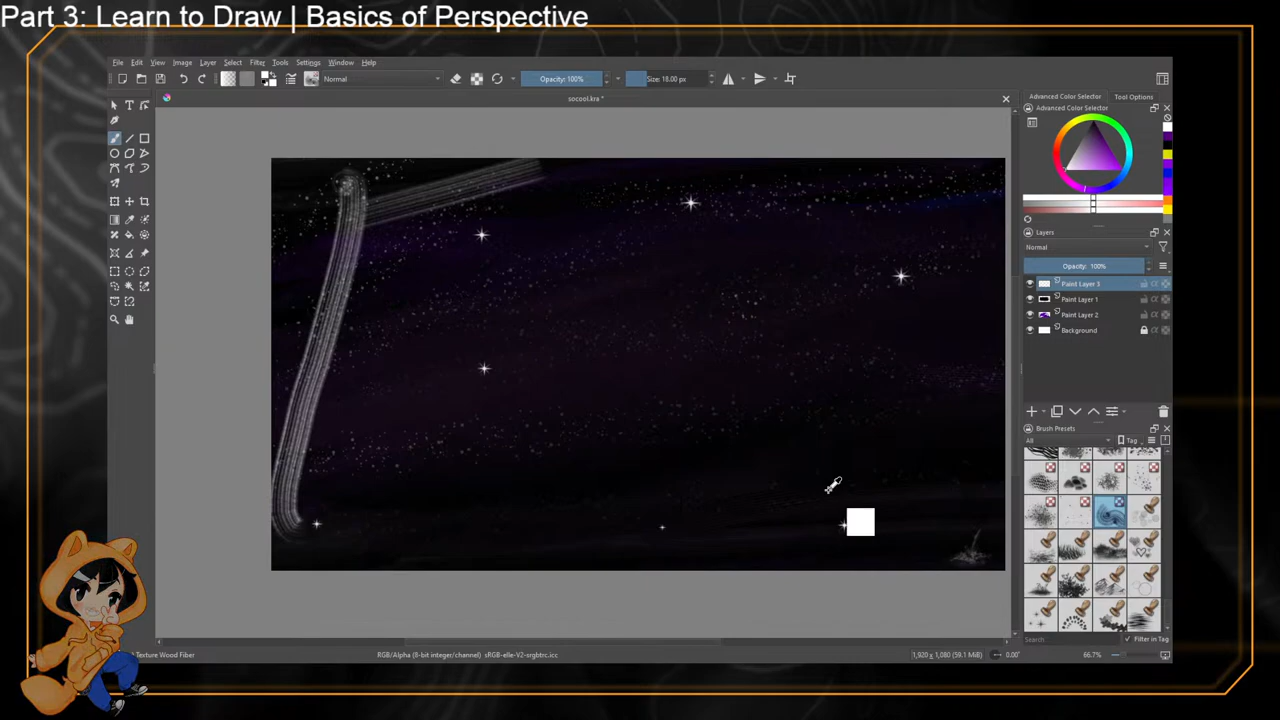 Part 3: Learn to Draw | Basics of Perspective
File Edit View Image Layer Select Filter Tools Settings Window Help
Normal Opacity: 100% Size: 18.00 px
socool.kra *
Advanced Color Selector Tool Options
Advanced Color Selector
Layers
Normal
Opacity: 100%
Paint Layer 3
Paint Layer 1
Paint Layer 2
Background
Brush Presets
All Tag
Search Filter in Tag
Texture Wood Fiber RGB/Alpha (8-bit integer/channel) sRGB-elle-V2-srgbtrc.icc 1,920 x 1,080 (59.1 MiB) 0.00° 66.7%